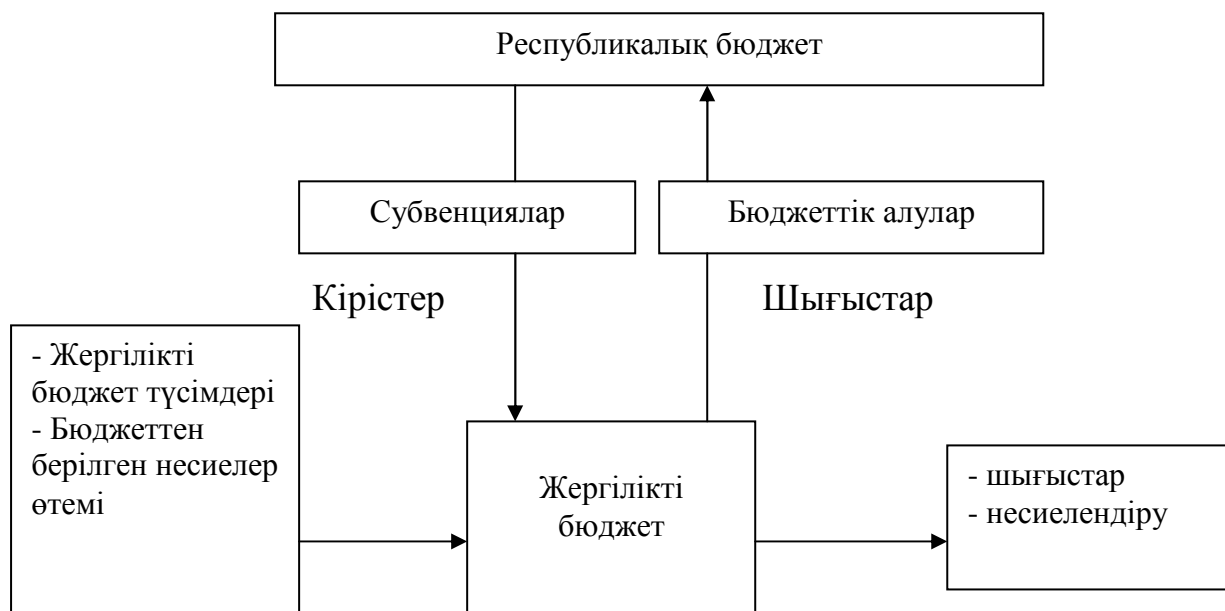 Республикалық бюджет
Субвенциялар
Бюджеттік алулар
Кірістер
Шығыстар
- Жергілікті
бюджет түсімдері
- Бюджеттен
берілген несиелер
өтемі
Жергілікті
бюджет
- шығыстар
- несиелендіру